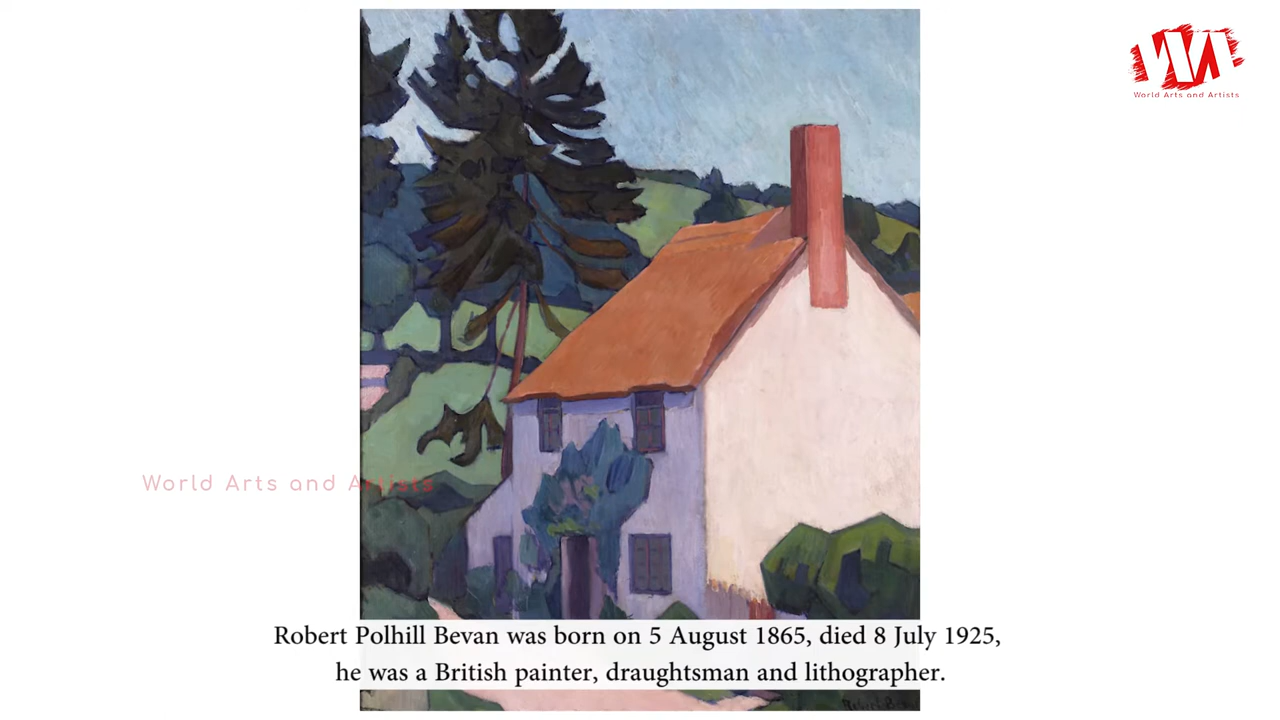 World Arts and Artists
World Arts and Artists
Robert Polhill Bevan was born on 5 August 1865, died 8 July 1925,
he was a British painter, draughtsman and lithographer.